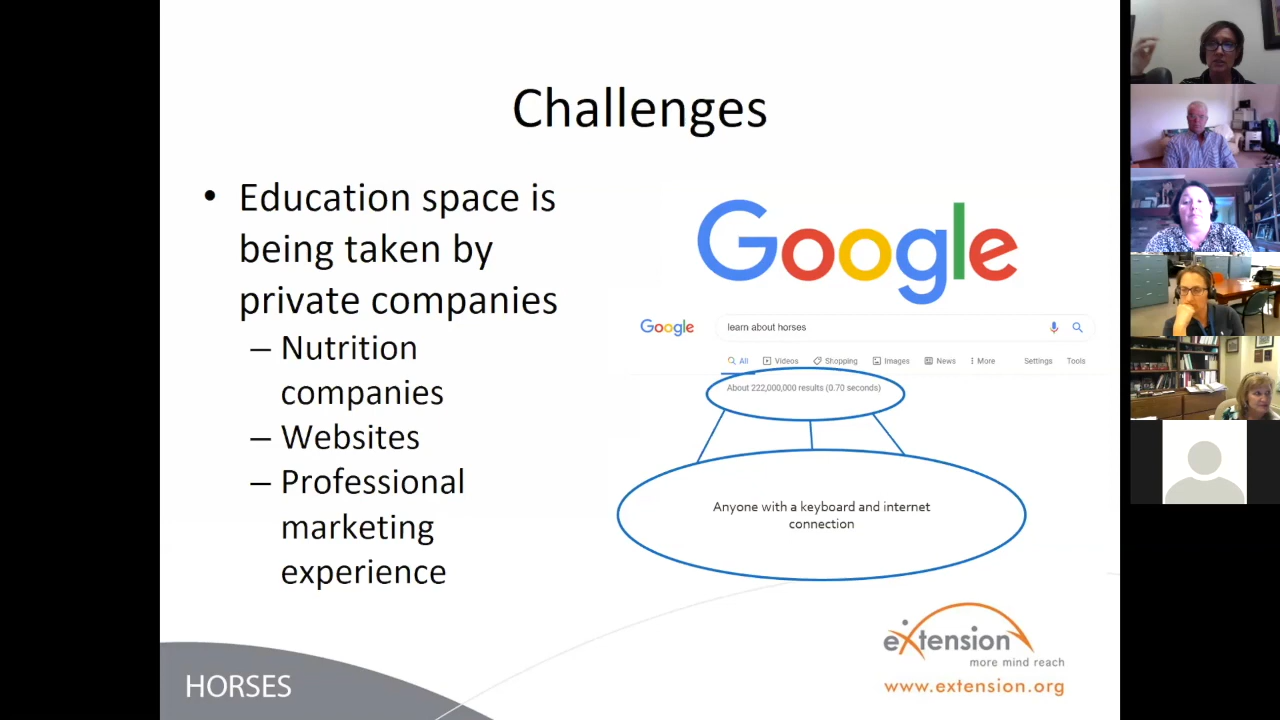 Challenges
• Education space is
being taken by
private companies
– Nutrition
companies
– Websites
– Professional
marketing
experience
Google
Google
learn about horses
All
Videos
Shopping
Images
News
More
Settings
Tools
About 222,000,000 results (0.70 seconds)
Anyone with a keyboard and internet
connection
eXtension
more mind reach
www.extension.org
HORSES